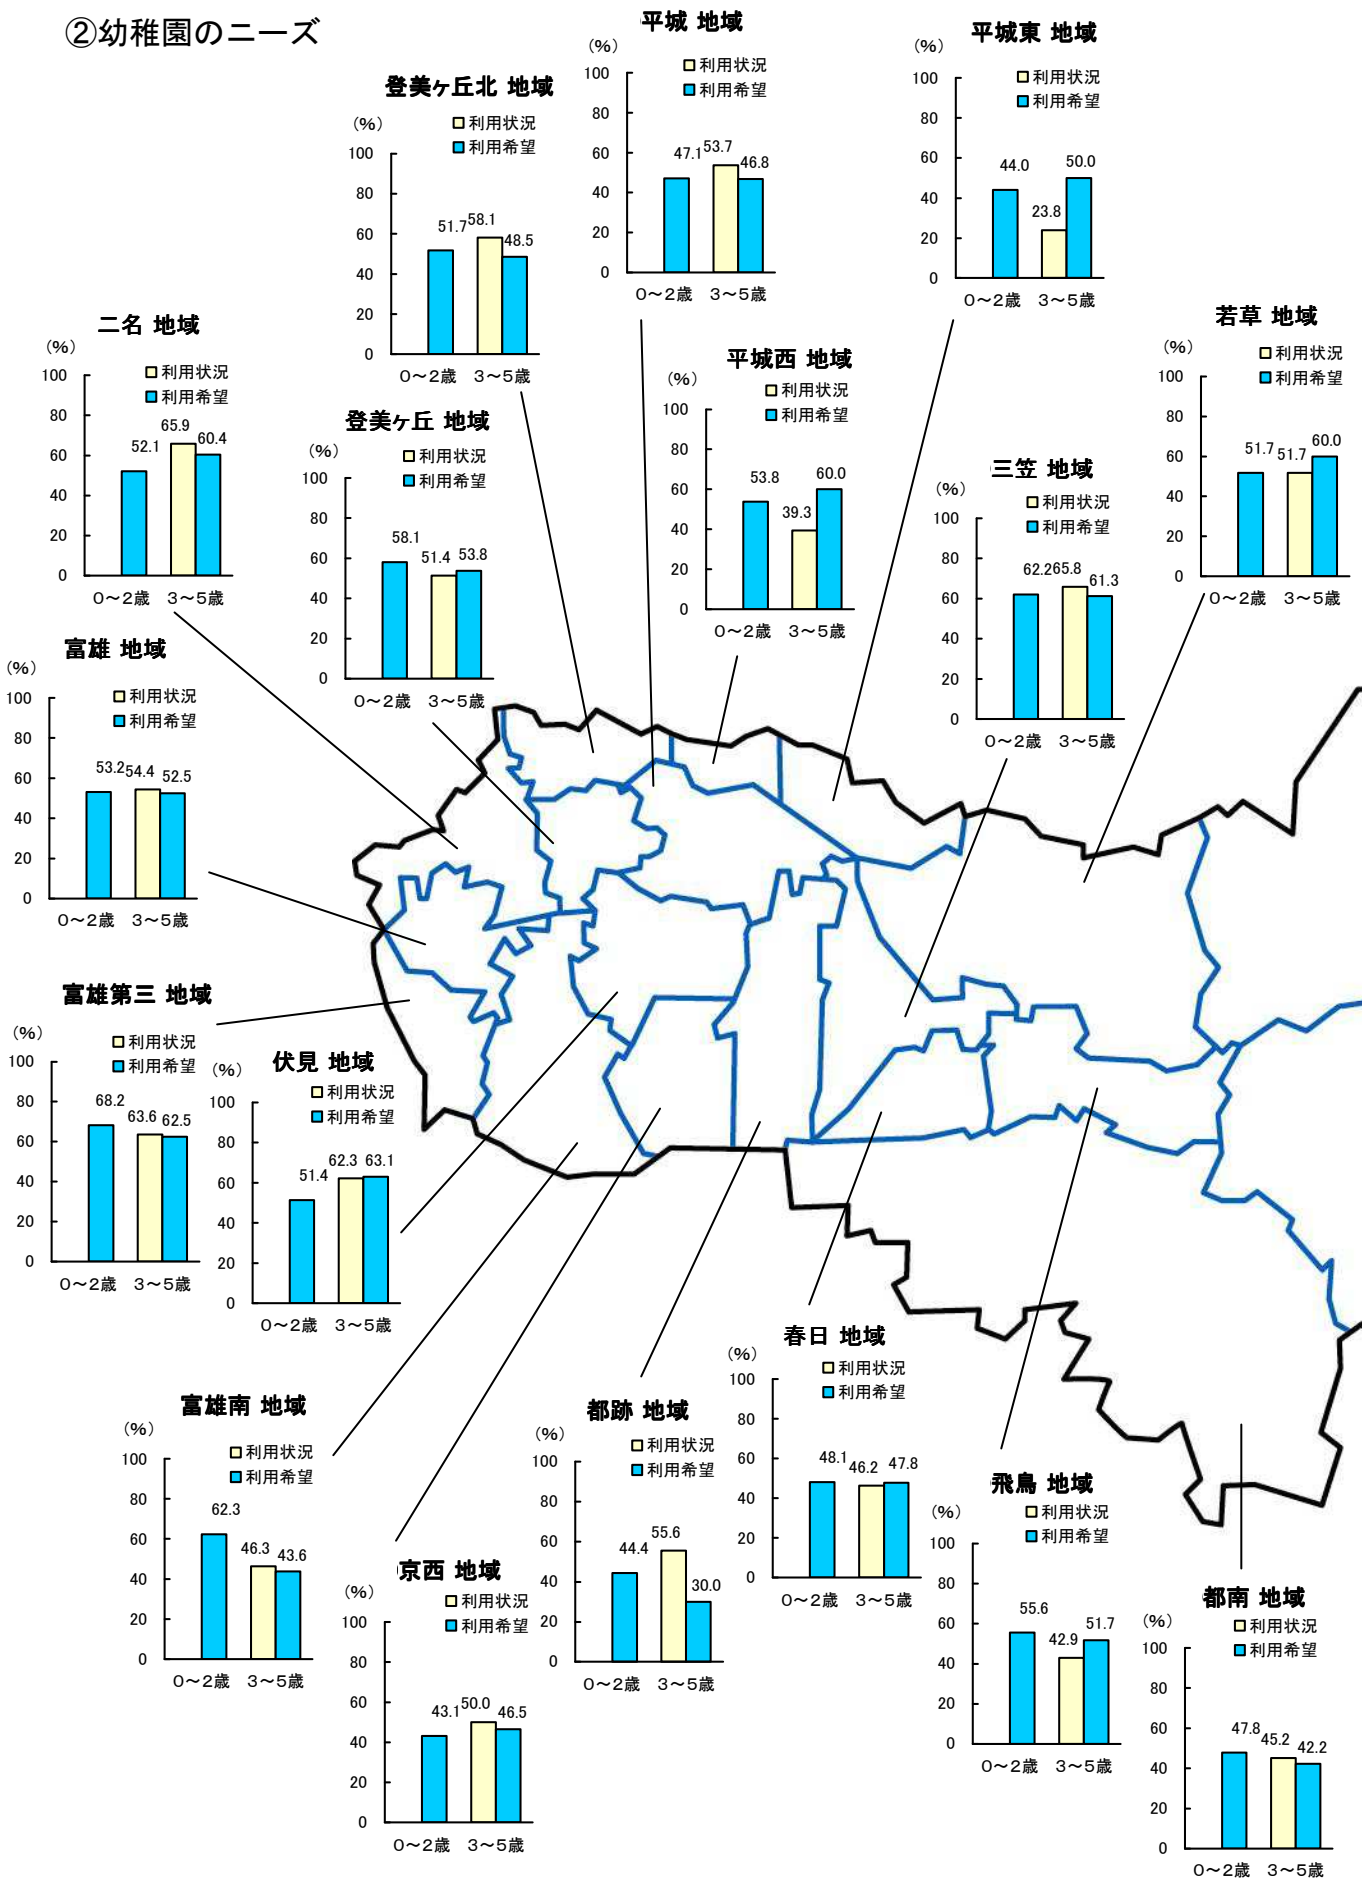 ②幼稚園のニーズ
平城 地域
(%)
利用状況
利用希望
100
80
60
40
20
0
47.1
53.7
46.8
0～2歳
3～5歳
平城東 地域
(%)
利用状況
利用希望
100
80
60
40
20
0
44.0
23.8
50.0
0～2歳
3～5歳
登美ヶ丘北 地域
(%)
利用状況
利用希望
100
80
60
40
20
0
51.7
58.1
48.5
0～2歳
3～5歳
二名 地域
(%)
利用状況
利用希望
100
80
60
40
20
0
52.1
65.9
60.4
0～2歳
3～5歳
登美ヶ丘 地域
(%)
利用状況
利用希望
100
80
60
40
20
0
58.1
51.4
53.8
0～2歳
3～5歳
平城西 地域
(%)
利用状況
利用希望
100
80
60
40
20
0
53.8
39.3
60.0
0～2歳
3～5歳
若草 地域
(%)
利用状況
利用希望
100
80
60
40
20
0
51.7
51.7
60.0
0～2歳
3～5歳
三笠 地域
(%)
利用状況
利用希望
100
80
60
40
20
0
62.2
65.8
61.3
0～2歳
3～5歳
富雄 地域
(%)
利用状況
利用希望
100
80
60
40
20
0
53.2
54.4
52.5
0～2歳
3～5歳
富雄第三 地域
(%)
利用状況
利用希望
100
80
60
40
20
0
68.2
63.6
62.5
0～2歳
3～5歳
伏見 地域
(%)
利用状況
利用希望
100
80
60
40
20
0
51.4
62.3
63.1
0～2歳
3～5歳
富雄南 地域
(%)
利用状況
利用希望
100
80
60
40
20
0
62.3
46.3
43.6
0～2歳
3～5歳
京西 地域
(%)
利用状況
利用希望
100
80
60
40
20
0
43.1
50.0
46.5
0～2歳
3～5歳
都跡 地域
(%)
利用状況
利用希望
100
80
60
40
20
0
44.4
55.6
30.0
0～2歳
3～5歳
春日 地域
(%)
利用状況
利用希望
100
80
60
40
20
0
48.1
46.2
47.8
0～2歳
3～5歳
飛鳥 地域
(%)
利用状況
利用希望
100
80
60
40
20
0
55.6
42.9
51.7
0～2歳
3～5歳
都南 地域
(%)
利用状況
利用希望
100
80
60
40
20
0
47.8
45.2
42.2
0～2歳
3～5歳